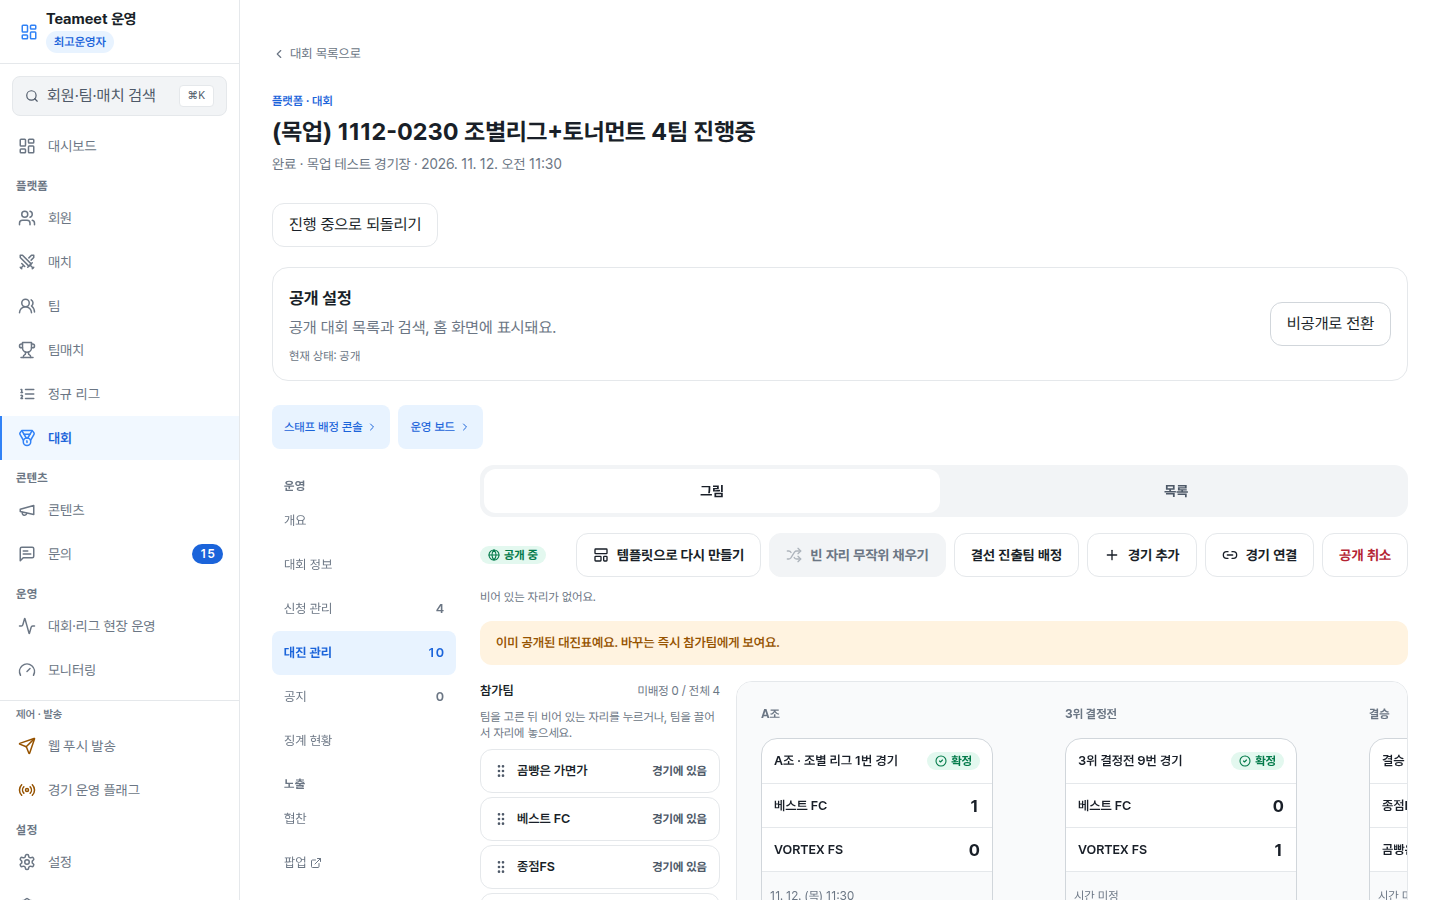 Teameet 운영
최고운영자
회원·팀·매치 검색 ⌘K
대시보드
플랫폼
회원
매치
팀
팀매치
정규 리그
대회
콘텐츠
콘텐츠
문의 15
운영
대회·리그 현장 운영
모니터링
제어 · 발송
웹 푸시 발송
경기 운영 플래그
설정
설정
대회 목록으로
플랫폼 · 대회
(목업) 1112-0230 조별리그+토너먼트 4팀 진행중
완료 · 목업 테스트 경기장 · 2026. 11. 12. 오전 11:30
진행 중으로 되돌리기
공개 설정
공개 대회 목록과 검색, 홈 화면에 표시돼요.
현재 상태: 공개
비공개로 전환
스태프 배정 콘솔
운영 보드
운영
개요
대회 정보
신청 관리 4
대진 관리 10
공지 0
징계 현황
노출
협찬
팝업
그림 목록
공개 중
템플릿으로 다시 만들기
빈 자리 무작위 채우기
결선 진출팀 배정
경기 추가
경기 연결
공개 취소
비어 있는 자리가 없어요.
이미 공개된 대진표예요. 바꾸는 즉시 참가팀에게 보여요.
참가팀 미배정 0 / 전체 4
팀을 고른 뒤 비어 있는 자리를 누르거나, 팀을 끌어
서 자리에 놓으세요.
곰빵은 가면가 경기에 있음
베스트 FC 경기에 있음
종점FS 경기에 있음
A조
A조 · 조별 리그 1번 경기 확정
베스트 FC 1
VORTEX FS 0
11. 12. (목) 11:30
3위 결정전
3위 결정전 9번 경기 확정
베스트 FC 0
VORTEX FS 1
시간 미정
결승
결승
종점
곰빵
시간